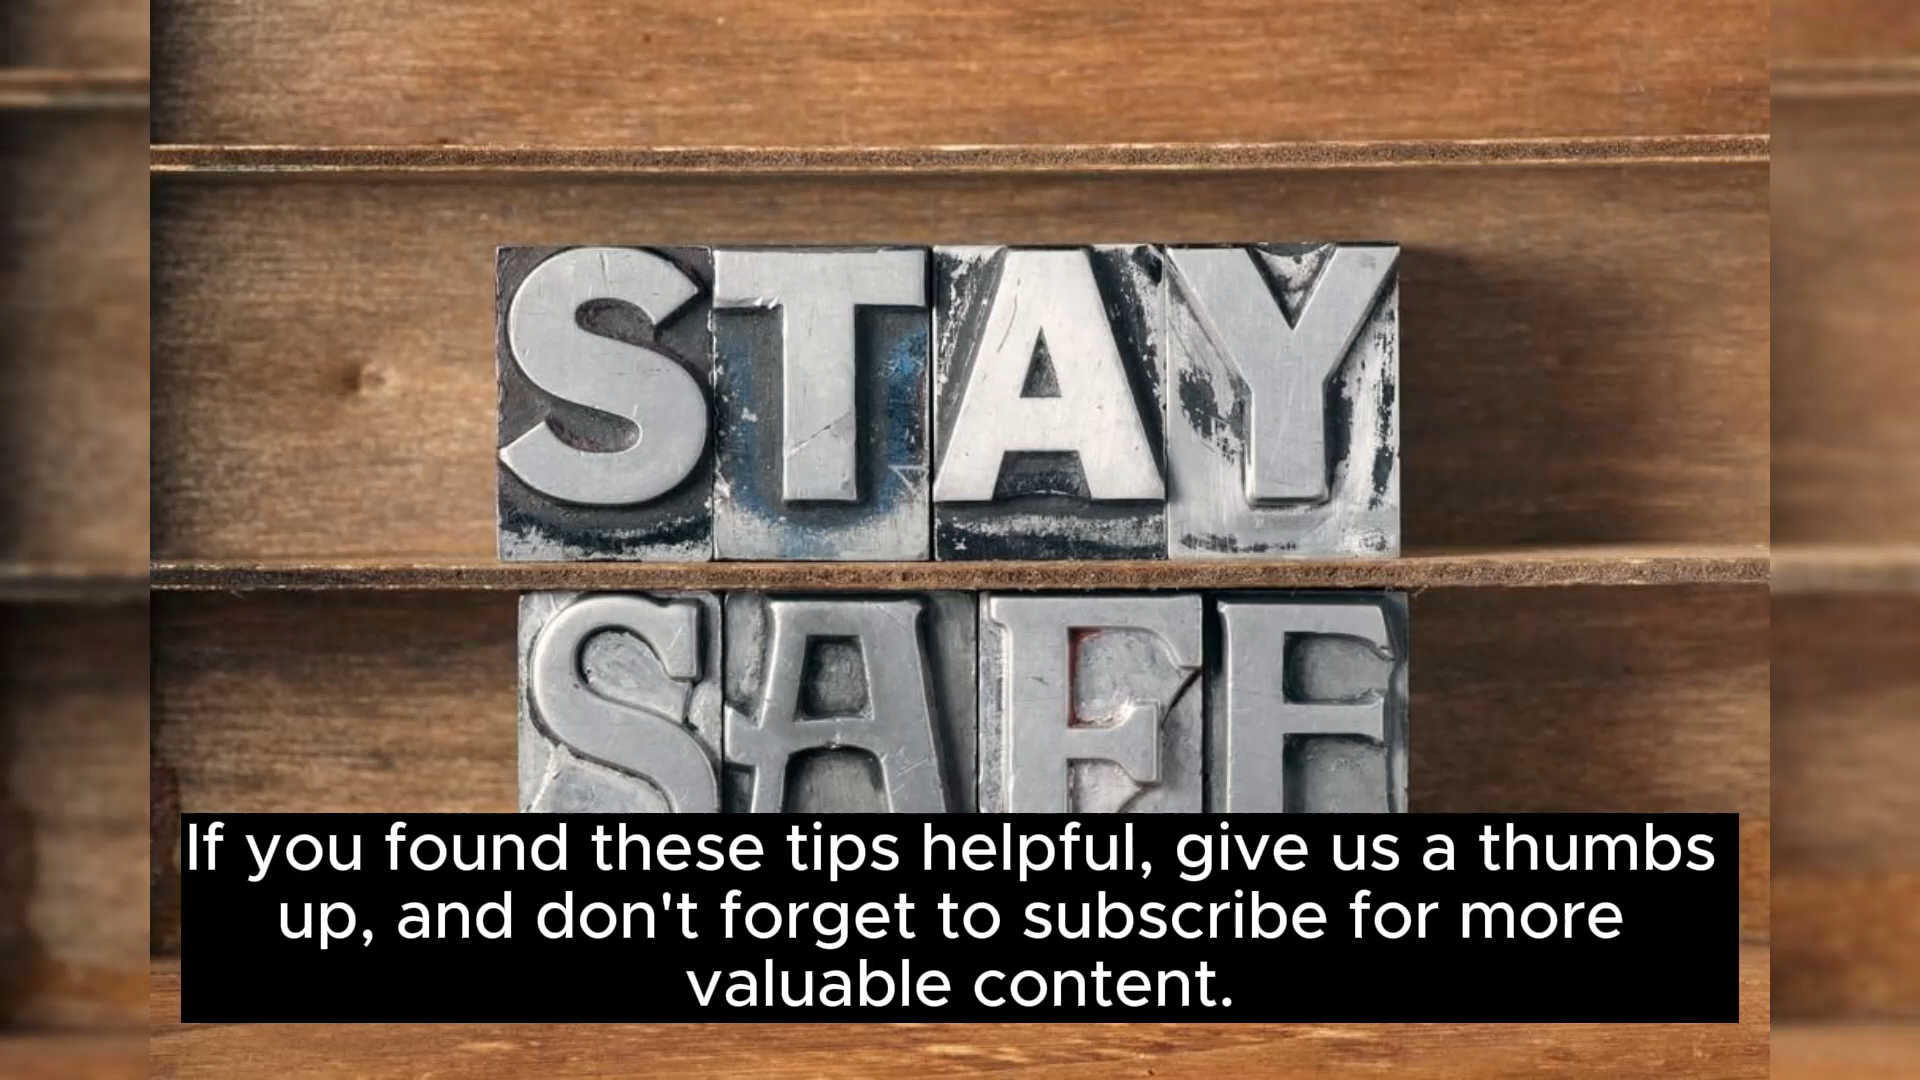 STAY
SAFE
If you found these tips helpful, give us a thumbs
up, and don't forget to subscribe for more
valuable content.